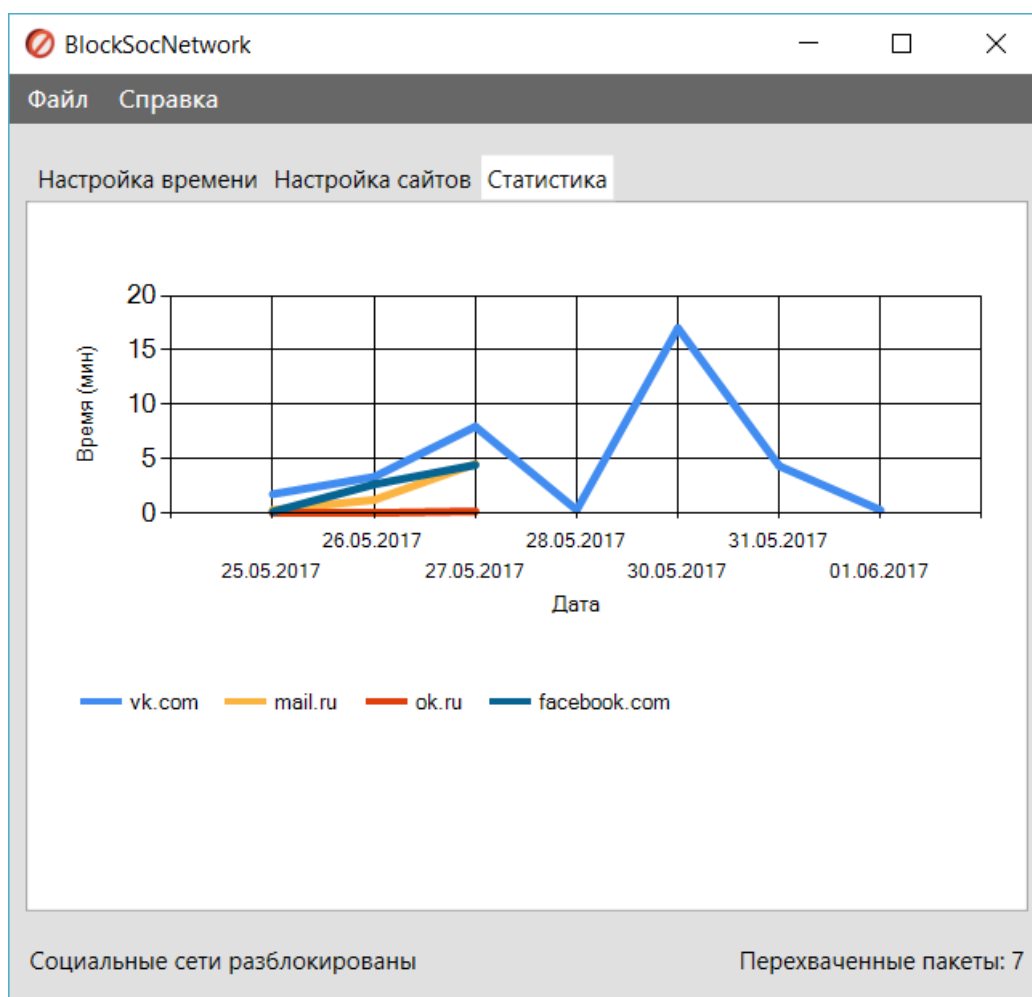 BlockSocNetwork
Файл Справка
Настройка времени Настройка сайтов Статистика
Время (мин)
20
15
10
5
0
26.05.2017 28.05.2017 31.05.2017
25.05.2017 27.05.2017 30.05.2017 01.06.2017
Дата
vk.com mail.ru ok.ru facebook.com
Социальные сети разблокированы Перехваченные пакеты: 7